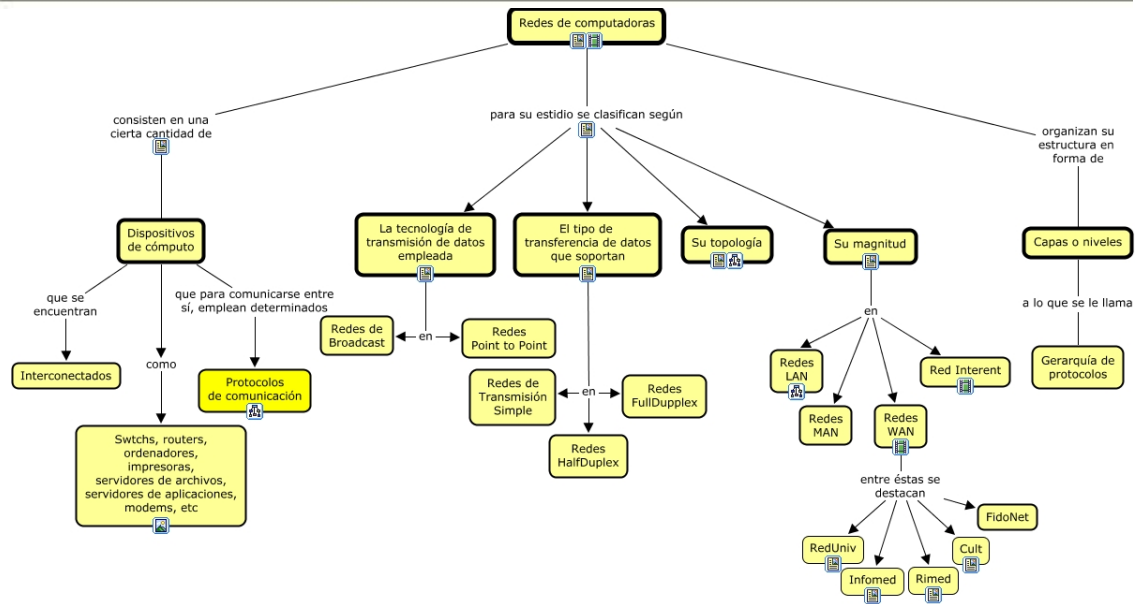 Redes de computadoras
consisten en una
cierta cantidad de
para su estidio se clasifican según
organizan su
estructura en
forma de
Dispositivos
de cómputo
La tecnología de
transmisión de datos
empleada
El tipo de
transferencia de datos
que soportan
Su topología
Su magnitud
Capas o niveles
que se
encuentran
que para comunicarse entre
sí, emplean determinados
como
Interconectados
Protocolos
de comunicación
Swtchs, routers,
ordenadores,
impresoras,
servidores de archivos,
servidores de aplicaciones,
modems, etc
en
Redes de
Broadcast
Redes
Point to Point
en
Redes de
Transmisión
Simple
Redes
FullDupplex
Redes
HalfDuplex
en
Redes
LAN
Redes
MAN
Redes
WAN
Red Interent
a lo que se le llama
Gerarquía de
protocolos
entre éstas se
destacan
RedUniv
Infomed
Rimed
Cult
FidoNet